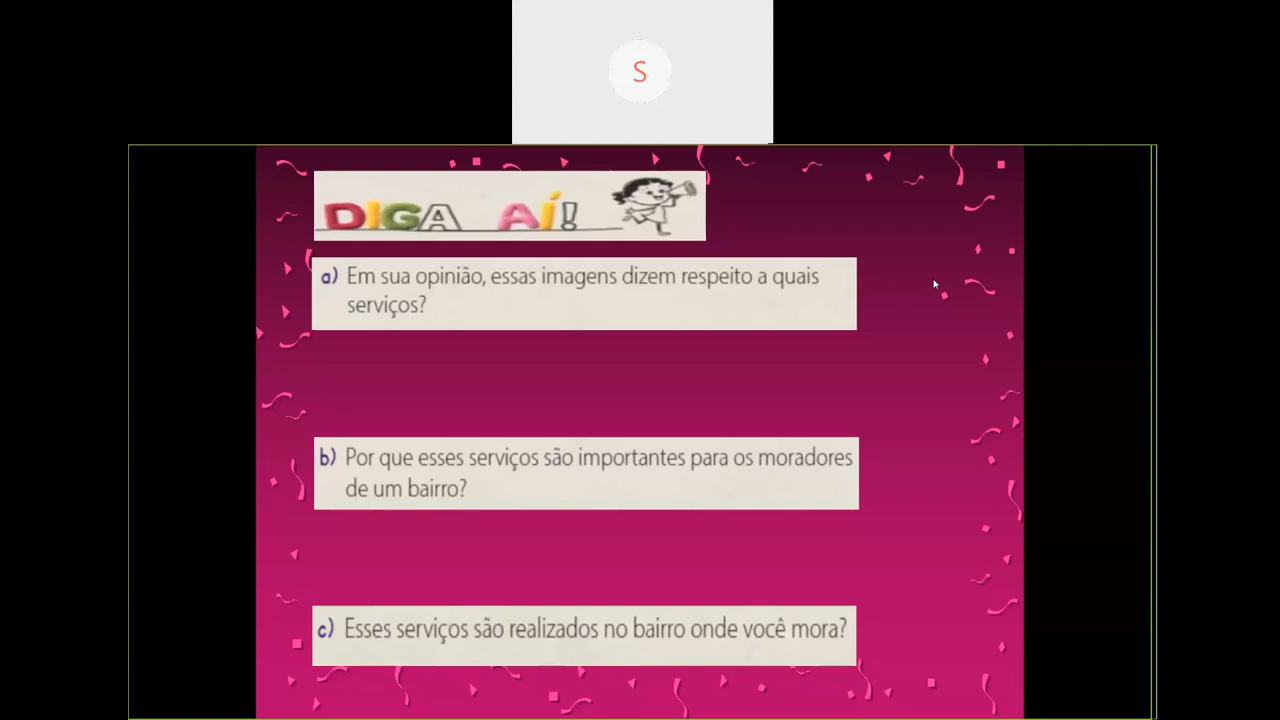 S
DIGA AÍ!
a) Em sua opinião, essas imagens dizem respeito a quais
serviços?
b) Por que esses serviços são importantes para os moradores
de um bairro?
c) Esses serviços são realizados no bairro onde você mora?